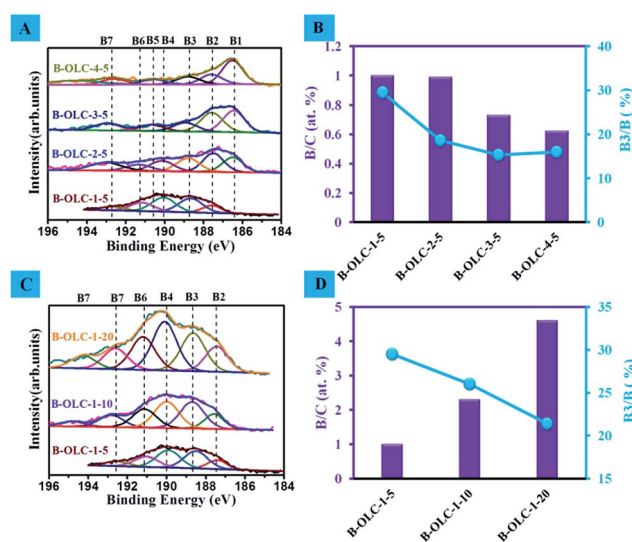 A
B7 B6 B5 B4 B3 B2 B1
B-OLC-4-5
B-OLC-3-5
B-OLC-2-5
B-OLC-1-5
Intensity(arb.units)
196 194 192 190 188 186 184
Binding Energy (eV)
B
1.2
1
0.8
0.6
0.4
0.2
0
B/C (at. %)
40
30
20
10
0
B3/B (%)
B-OLC-1-5
B-OLC-2-5
B-OLC-3-5
B-OLC-4-5
C
B7 B7 B6 B4 B3 B2
B-OLC-1-20
B-OLC-1-10
B-OLC-1-5
Intensity(arb.units)
196 194 192 190 188 186 184
Binding Energy (eV)
D
5
4
3
2
1
0
B/C (at. %)
35
30
25
20
15
B3/B (%)
B-OLC-1-5
B-OLC-1-10
B-OLC-1-20